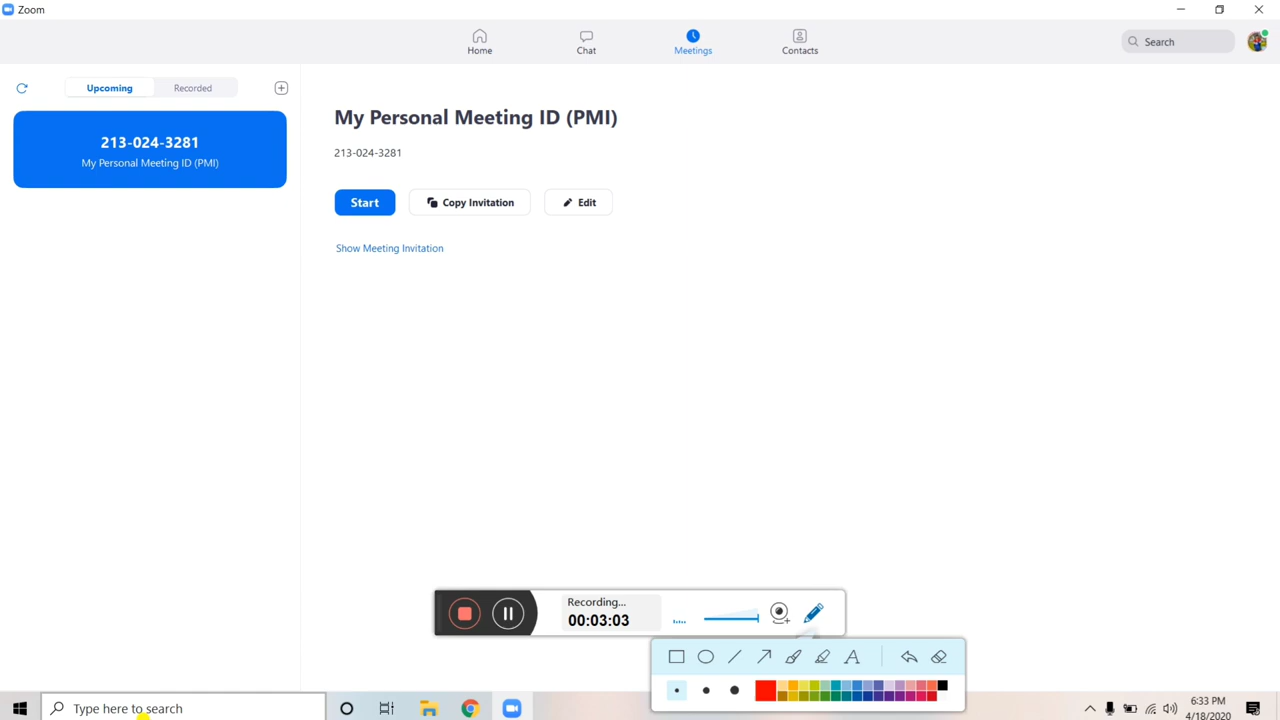 Zoom
Home
Chat
Meetings
Contacts
Search
Upcoming
Recorded
213-024-3281
My Personal Meeting ID (PMI)
My Personal Meeting ID (PMI)
213-024-3281
Start
Copy Invitation
Edit
Show Meeting Invitation
Recording...
00:03:03
A
Type here to search
6:33 PM
4/18/2020